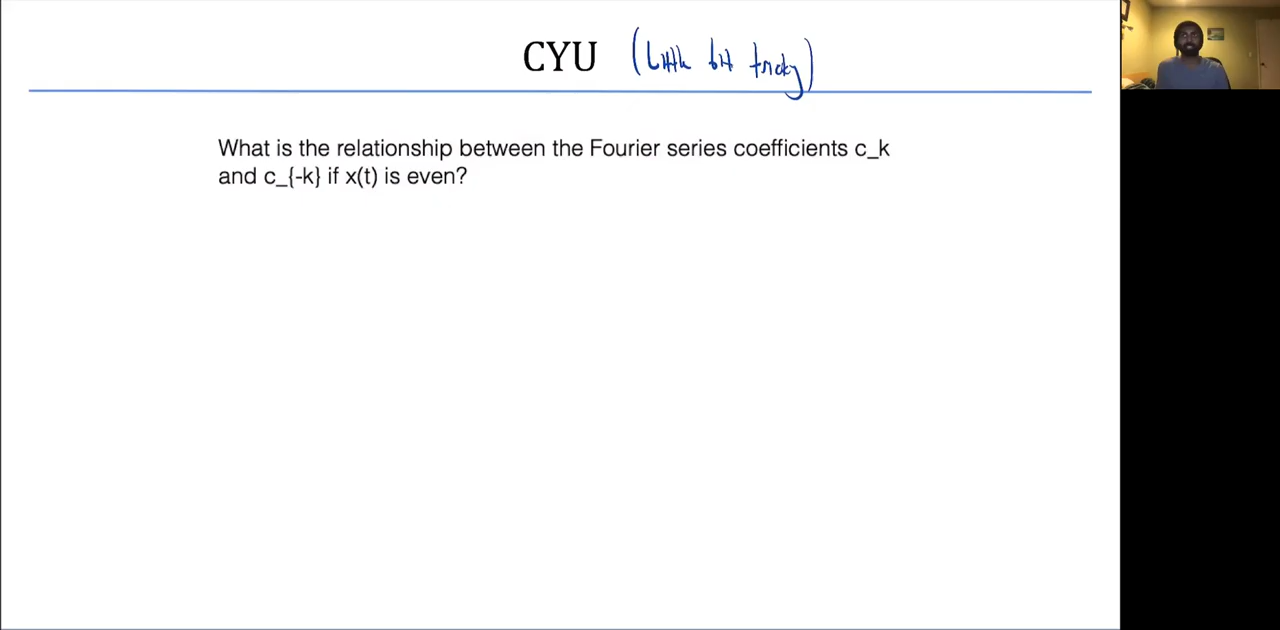 CYU (Little bit tricky)
What is the relationship between the Fourier series coefficients c_k
and c_{-k} if x(t) is even?